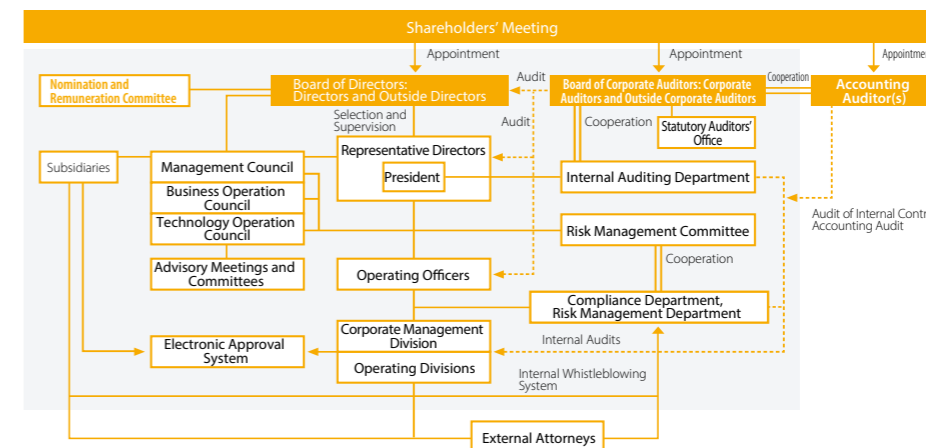 Shareholders' Meeting
Appointment
Appointment
Appointme
Nomination and
Remuneration Committee
Board of Directors:
Directors and Outside Directors
Audit
Board of Corporate Auditors: Corporate
Auditors and Outside Corporate Auditors
Cooperation
Accounting
Auditor(s)
Selection and
Supervision
Audit
Cooperation
Statutory Auditors'
Office
Subsidiaries
Management Council
Representative Directors
President
Internal Auditing Department
Business Operation
Council
Technology Operation
Council
Risk Management Committee
Audit of Internal Contr
Accounting Audit
Advisory Meetings and
Committees
Operating Officers
Cooperation
Compliance Department,
Risk Management Department
Electronic Approval
System
Corporate Management
Division
Internal Audits
Operating Divisions
Internal Whistleblowing
System
External Attorneys